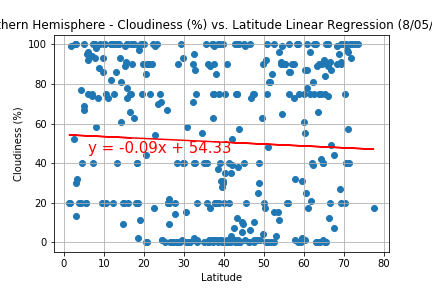 thern Hemisphere - Cloudiness (%) vs. Latitude Linear Regression (8/05/
100
80
60
40
20
0
Cloudiness (%)
y = -0.09x + 54.33
0 10 20 30 40 50 60 70 80
Latitude